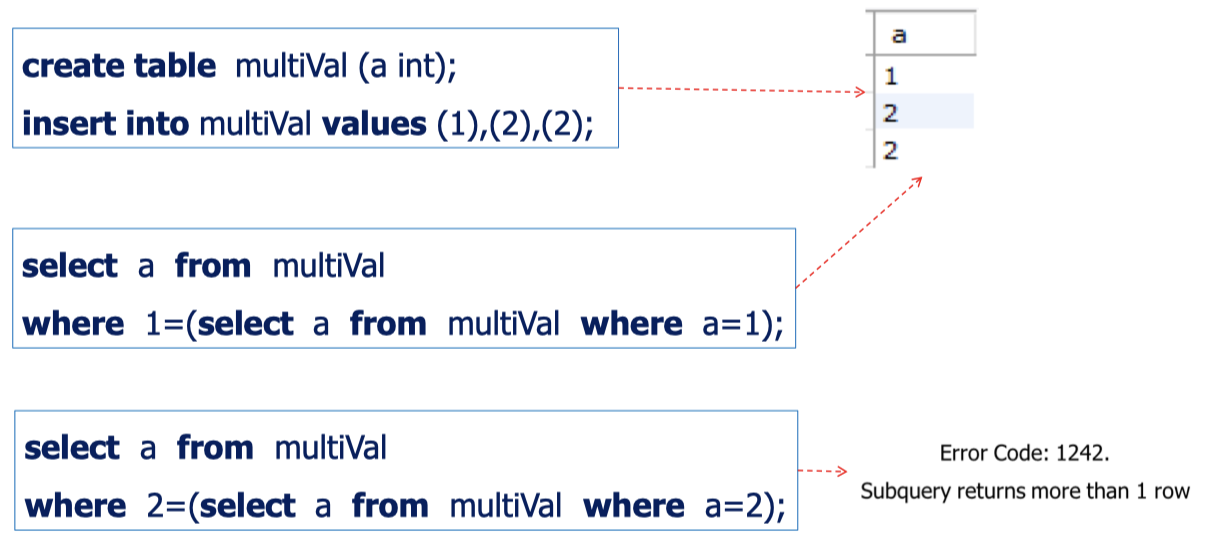 create table multiVal (a int);
insert into multiVal values (1),(2),(2);
a
1
2
2
select a from multiVal
where 1=(select a from multiVal where a=1);
select a from multiVal
where 2=(select a from multiVal where a=2);
Error Code: 1242.
Subquery returns more than 1 row